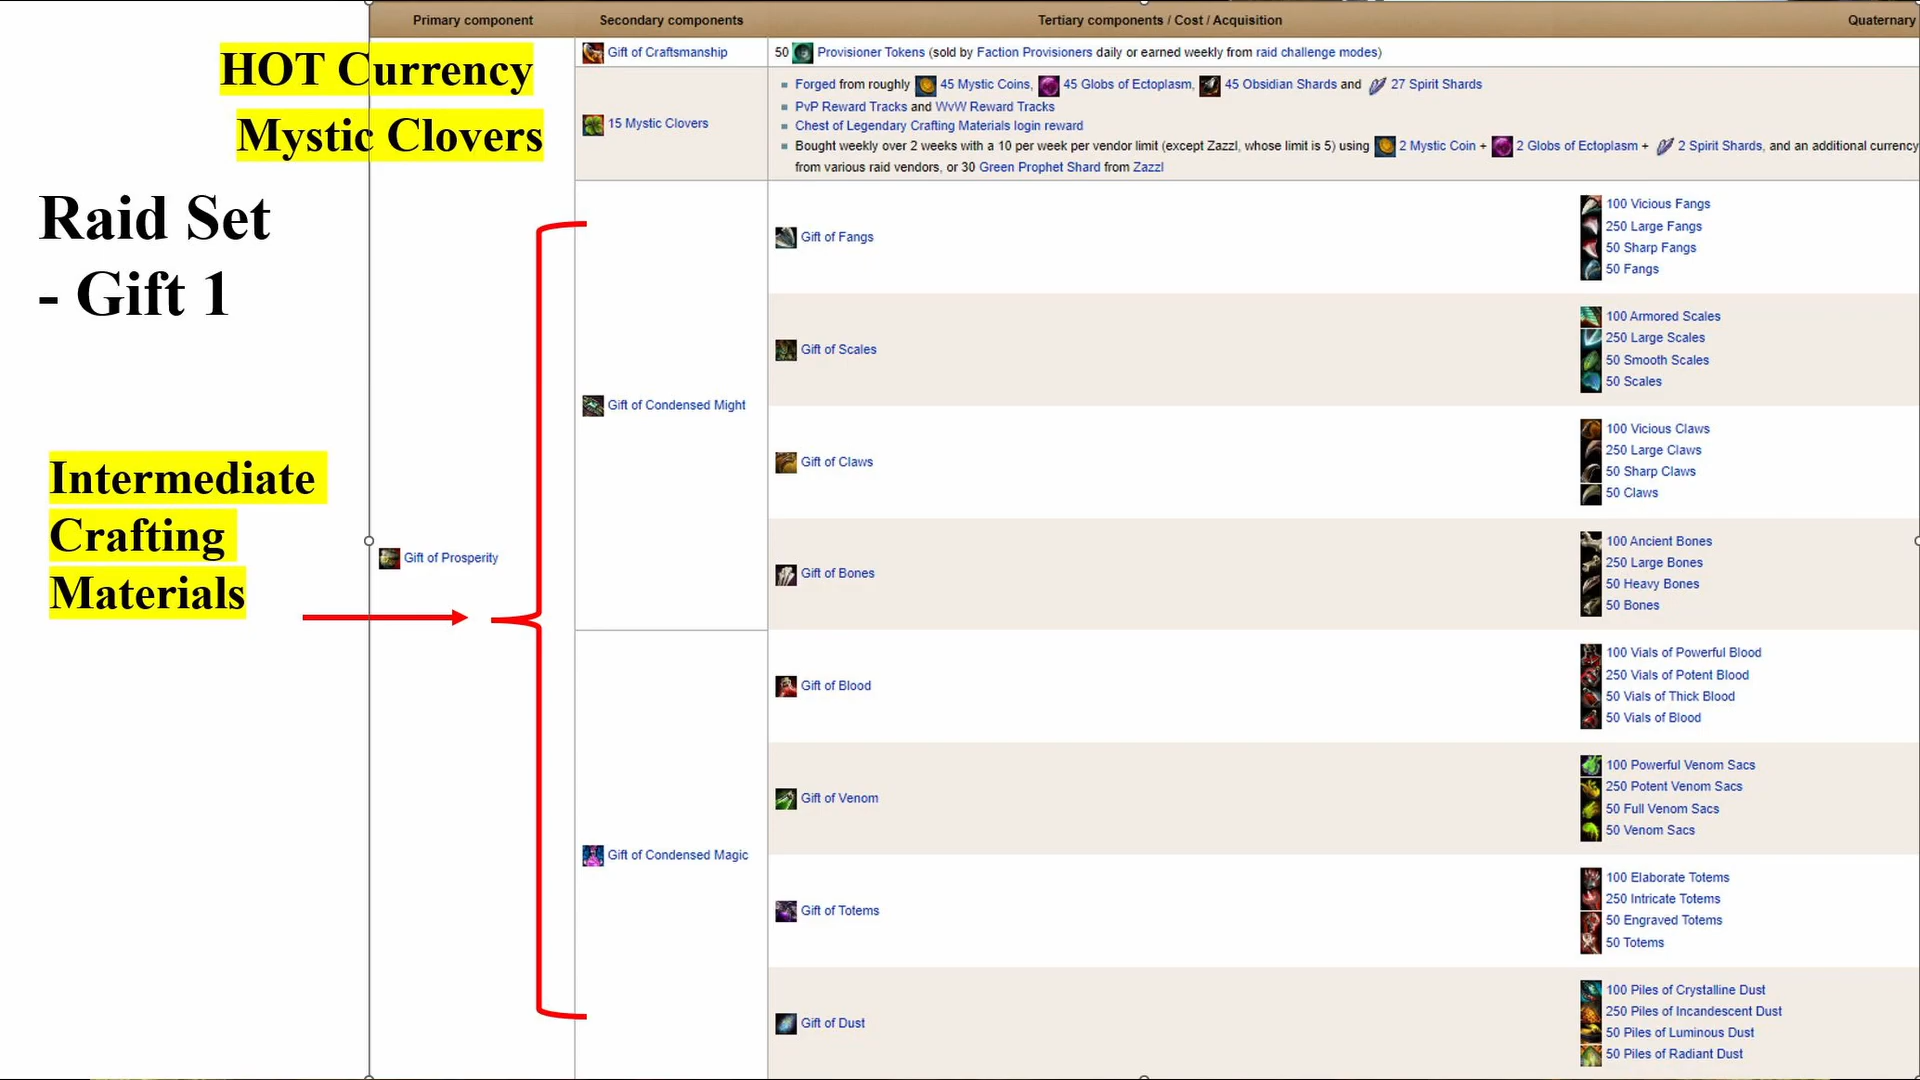 HOT Currency
Mystic Clovers
Raid Set
- Gift 1
Intermediate
Crafting
Materials
Primary component
Secondary components
Tertiary components / Cost / Acquisition
Quaternary
Gift of Prosperity
Gift of Craftsmanship
50 Provisioner Tokens (sold by Faction Provisioners daily or earned weekly from raid challenge modes)
15 Mystic Clovers
Forged from roughly 45 Mystic Coins, 45 Globs of Ectoplasm, 45 Obsidian Shards and 27 Spirit Shards
PvP Reward Tracks and WvW Reward Tracks
Chest of Legendary Crafting Materials login reward
Bought weekly over 2 weeks with a 10 per week per vendor limit (except Zazzl, whose limit is 5) using 2 Mystic Coin + 2 Globs of Ectoplasm + 2 Spirit Shards, and an additional currency
from various raid vendors, or 30 Green Prophet Shard from Zazzl
Gift of Condensed Might
Gift of Fangs
100 Vicious Fangs
250 Large Fangs
50 Sharp Fangs
50 Fangs
Gift of Scales
100 Armored Scales
250 Large Scales
50 Smooth Scales
50 Scales
Gift of Claws
100 Vicious Claws
250 Large Claws
50 Sharp Claws
50 Claws
Gift of Bones
100 Ancient Bones
250 Large Bones
50 Heavy Bones
50 Bones
Gift of Condensed Magic
Gift of Blood
100 Vials of Powerful Blood
250 Vials of Potent Blood
50 Vials of Thick Blood
50 Vials of Blood
Gift of Venom
100 Powerful Venom Sacs
250 Potent Venom Sacs
50 Full Venom Sacs
50 Venom Sacs
Gift of Totems
100 Elaborate Totems
250 Intricate Totems
50 Engraved Totems
50 Totems
Gift of Dust
100 Piles of Crystalline Dust
250 Piles of Incandescent Dust
50 Piles of Luminous Dust
50 Piles of Radiant Dust